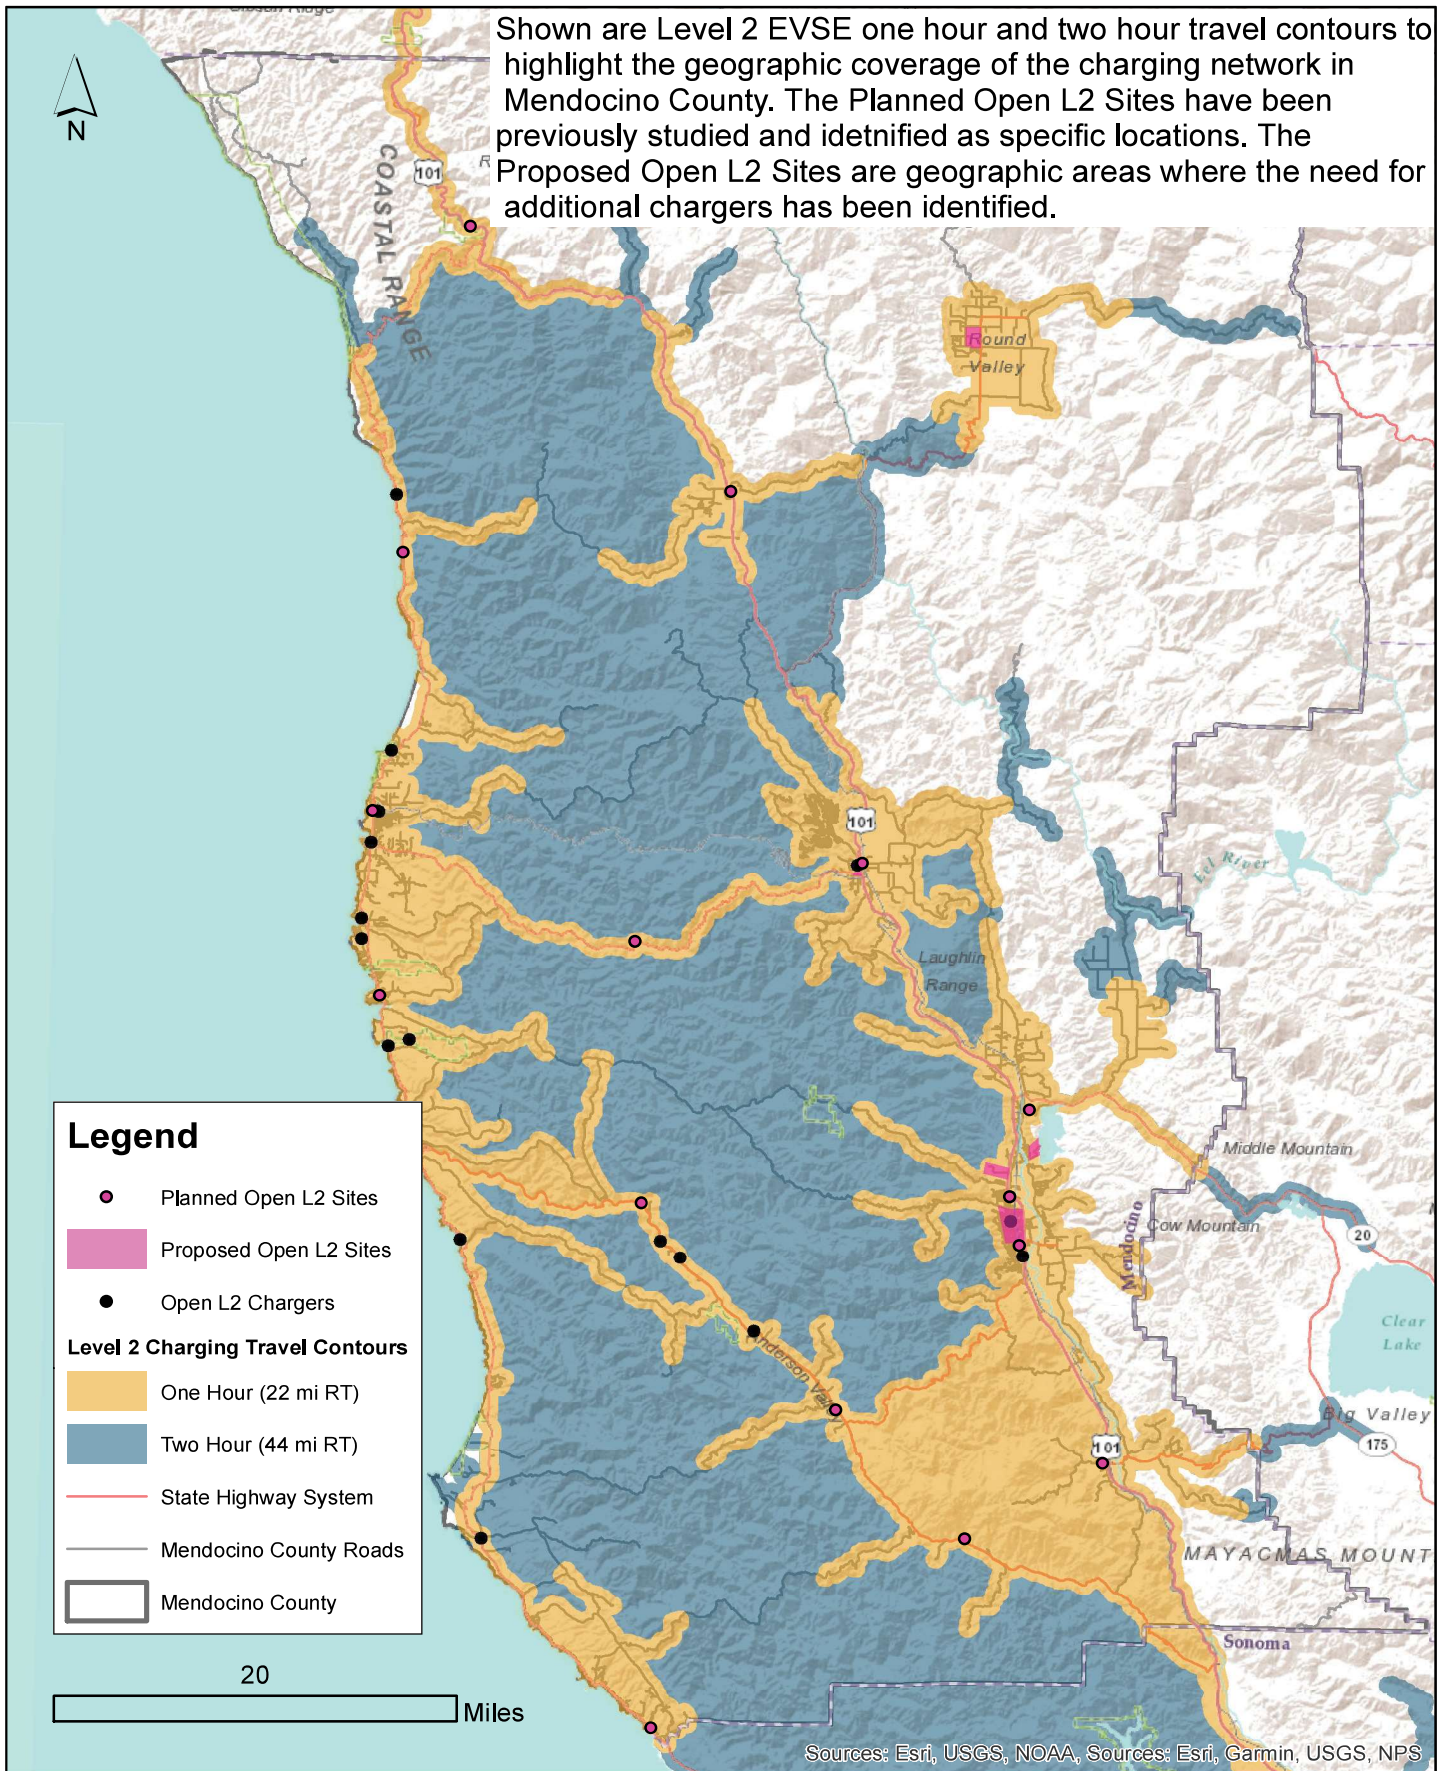 Shown are Level 2 EVSE one hour and two hour travel contours to
highlight the geographic coverage of the charging network in
Mendocino County. The Planned Open L2 Sites have been
previously studied and idetnified as specific locations. The
Proposed Open L2 Sites are geographic areas where the need for
additional chargers has been identified.
N
COASTAL RANGE
101
Round
Valley
101
Eel River
Laughlin
Range
Middle Mountain
Cow Mountain
Mendocino
20
Clear
Lake
Big Valley
175
Anderson Valley
101
MAYACMAS MOUNT
Sonoma
Legend
Planned Open L2 Sites
Proposed Open L2 Sites
Open L2 Chargers
Level 2 Charging Travel Contours
One Hour (22 mi RT)
Two Hour (44 mi RT)
State Highway System
Mendocino County Roads
Mendocino County
20
Miles
Sources: Esri, USGS, NOAA, Sources: Esri, Garmin, USGS, NPS